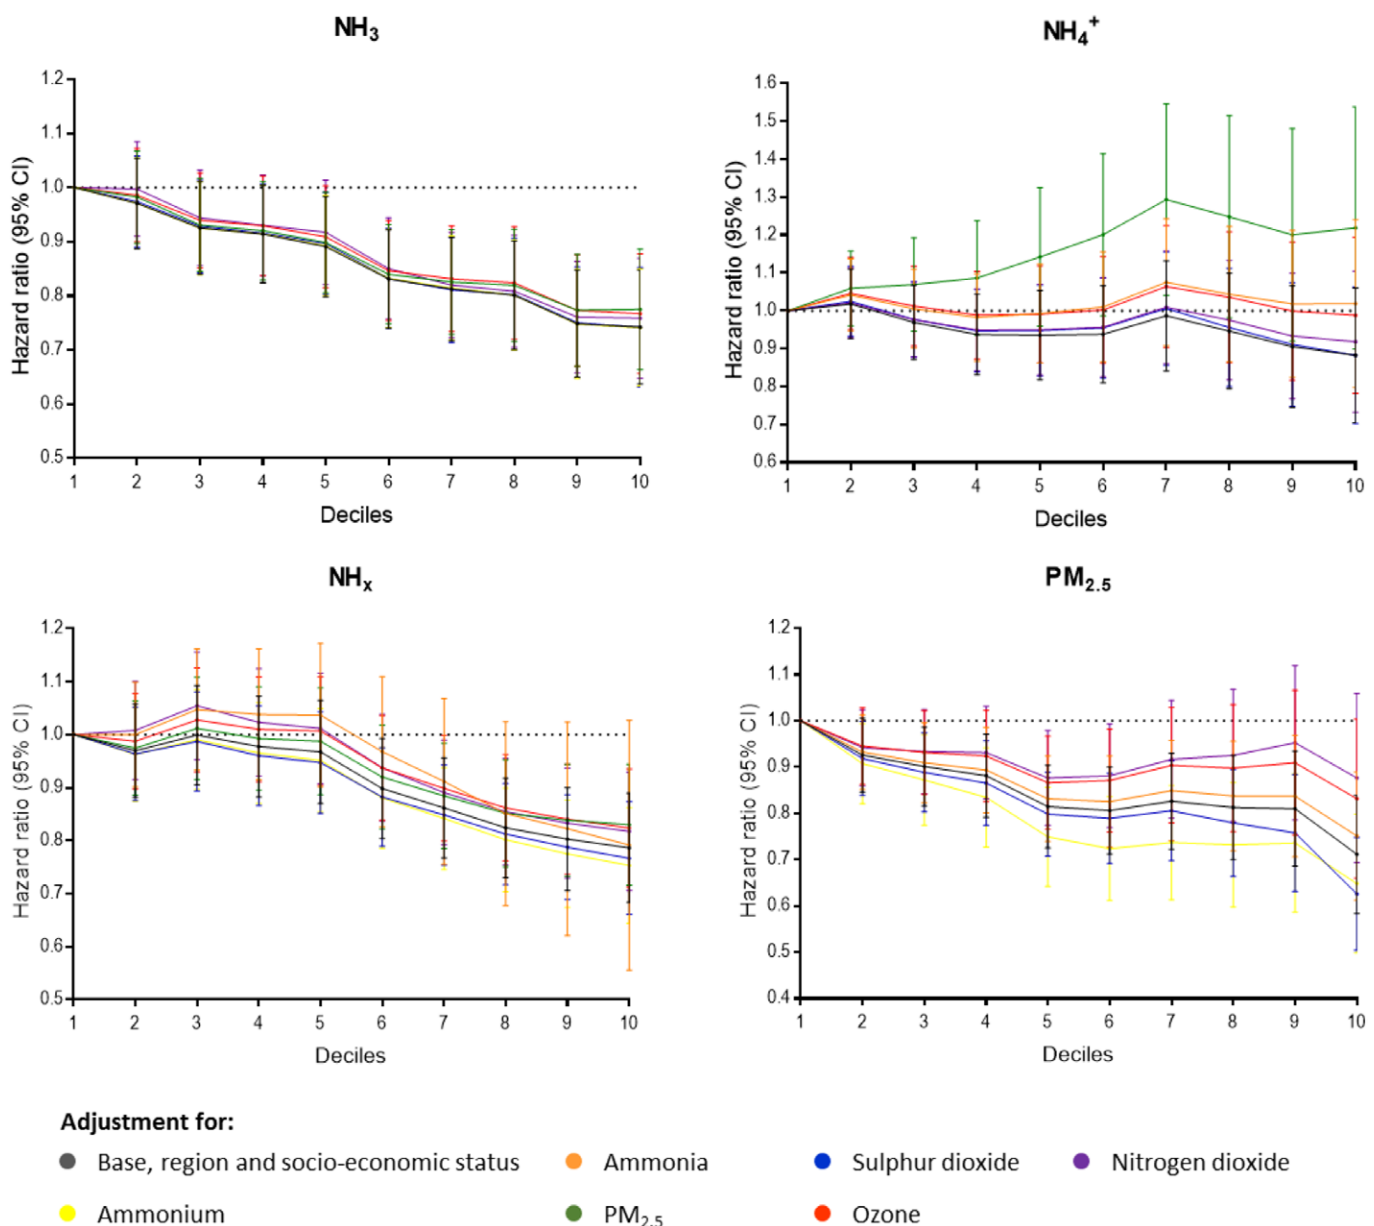 NH3
Hazard ratio (95% CI)
1.2
1.1
1.0
0.9
0.8
0.7
0.6
0.5
1 2 3 4 5 6 7 8 9 10
Deciles
NH4+
Hazard ratio (95% CI)
1.6
1.5
1.4
1.3
1.2
1.1
1.0
0.9
0.8
0.7
0.6
1 2 3 4 5 6 7 8 9 10
Deciles
NHx
Hazard ratio (95% CI)
1.2
1.1
1.0
0.9
0.8
0.7
0.6
0.5
1 2 3 4 5 6 7 8 9 10
Deciles
PM2.5
Hazard ratio (95% CI)
1.2
1.1
1.0
0.9
0.8
0.7
0.6
0.5
0.4
1 2 3 4 5 6 7 8 9 10
Deciles
Adjustment for:
Base, region and socio-economic status Ammonia Sulphur dioxide Nitrogen dioxide
Ammonium PM2.5 Ozone